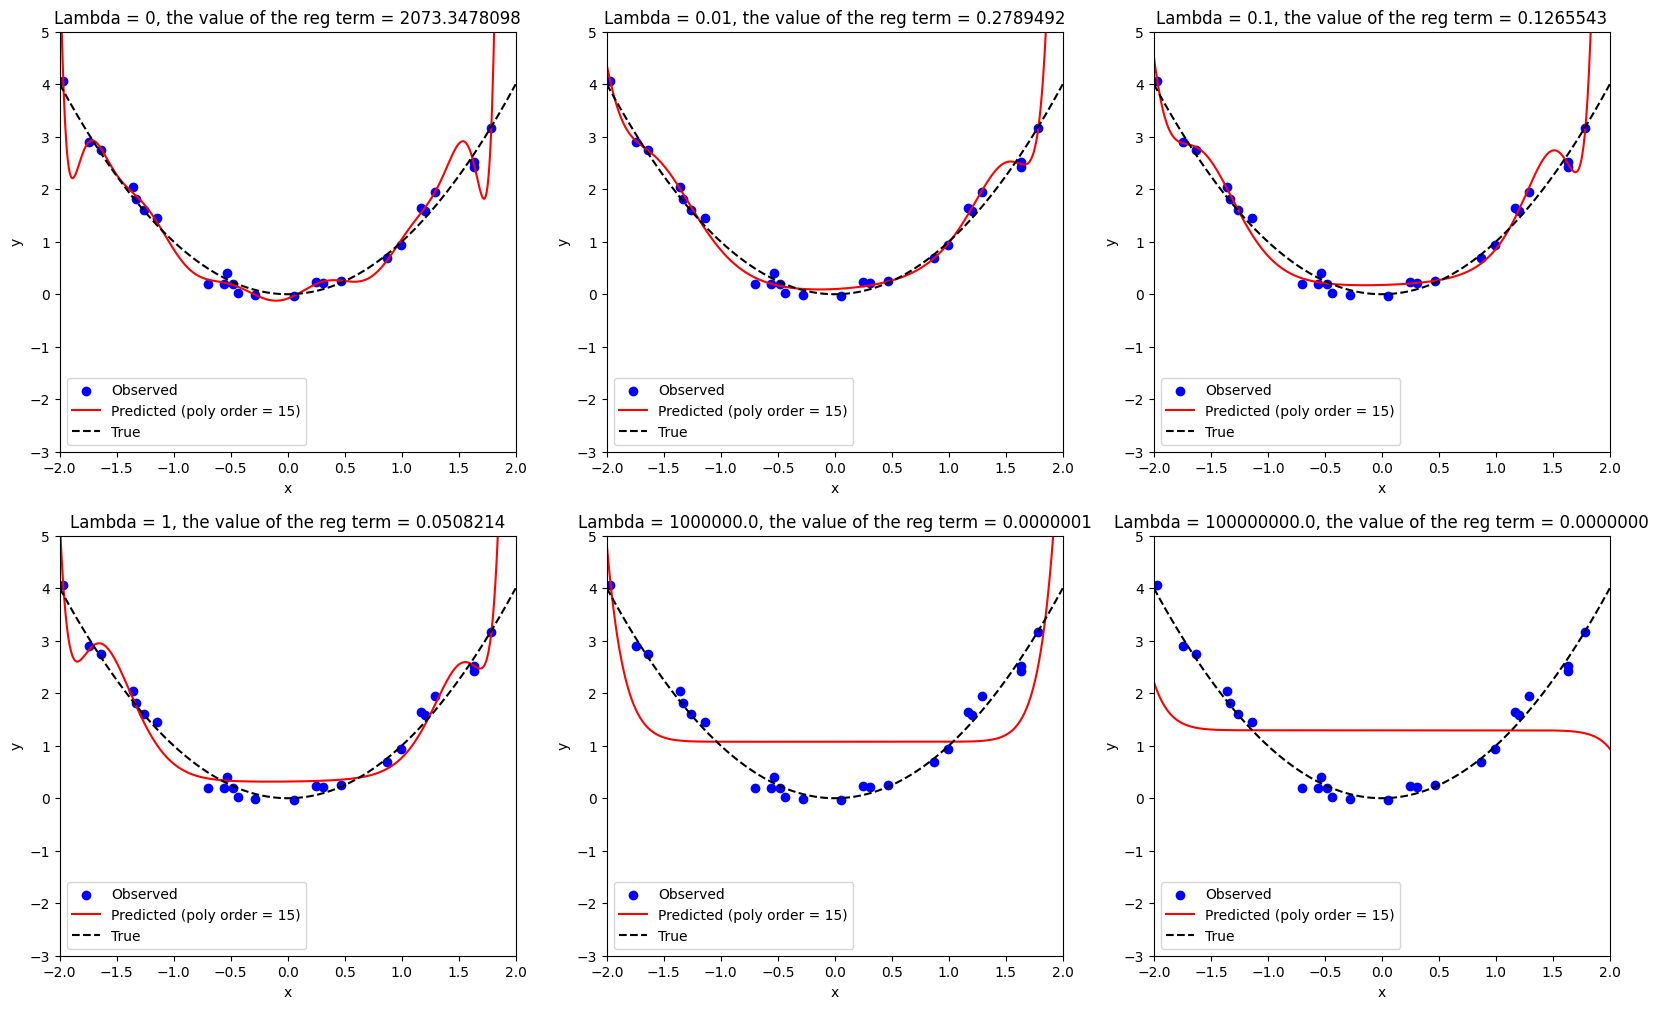 Lambda = 0, the value of the reg term = 2073.3478098
5
4
3
2
1
0
−1
−2
−3
y
Observed
Predicted (poly order = 15)
True
−2.0 −1.5 −1.0 −0.5 0.0 0.5 1.0 1.5 2.0
x
Lambda = 0.01, the value of the reg term = 0.2789492
5
4
3
2
1
0
−1
−2
−3
y
Observed
Predicted (poly order = 15)
True
−2.0 −1.5 −1.0 −0.5 0.0 0.5 1.0 1.5 2.0
x
Lambda = 0.1, the value of the reg term = 0.1265543
5
4
3
2
1
0
−1
−2
−3
y
Observed
Predicted (poly order = 15)
True
−2.0 −1.5 −1.0 −0.5 0.0 0.5 1.0 1.5 2.0
x
Lambda = 1, the value of the reg term = 0.0508214
5
4
3
2
1
0
−1
−2
−3
y
Observed
Predicted (poly order = 15)
True
−2.0 −1.5 −1.0 −0.5 0.0 0.5 1.0 1.5 2.0
x
Lambda = 1000000.0, the value of the reg term = 0.0000001
5
4
3
2
1
0
−1
−2
−3
y
Observed
Predicted (poly order = 15)
True
−2.0 −1.5 −1.0 −0.5 0.0 0.5 1.0 1.5 2.0
x
Lambda = 100000000.0, the value of the reg term = 0.0000000
5
4
3
2
1
0
−1
−2
−3
y
Observed
Predicted (poly order = 15)
True
−2.0 −1.5 −1.0 −0.5 0.0 0.5 1.0 1.5 2.0
x